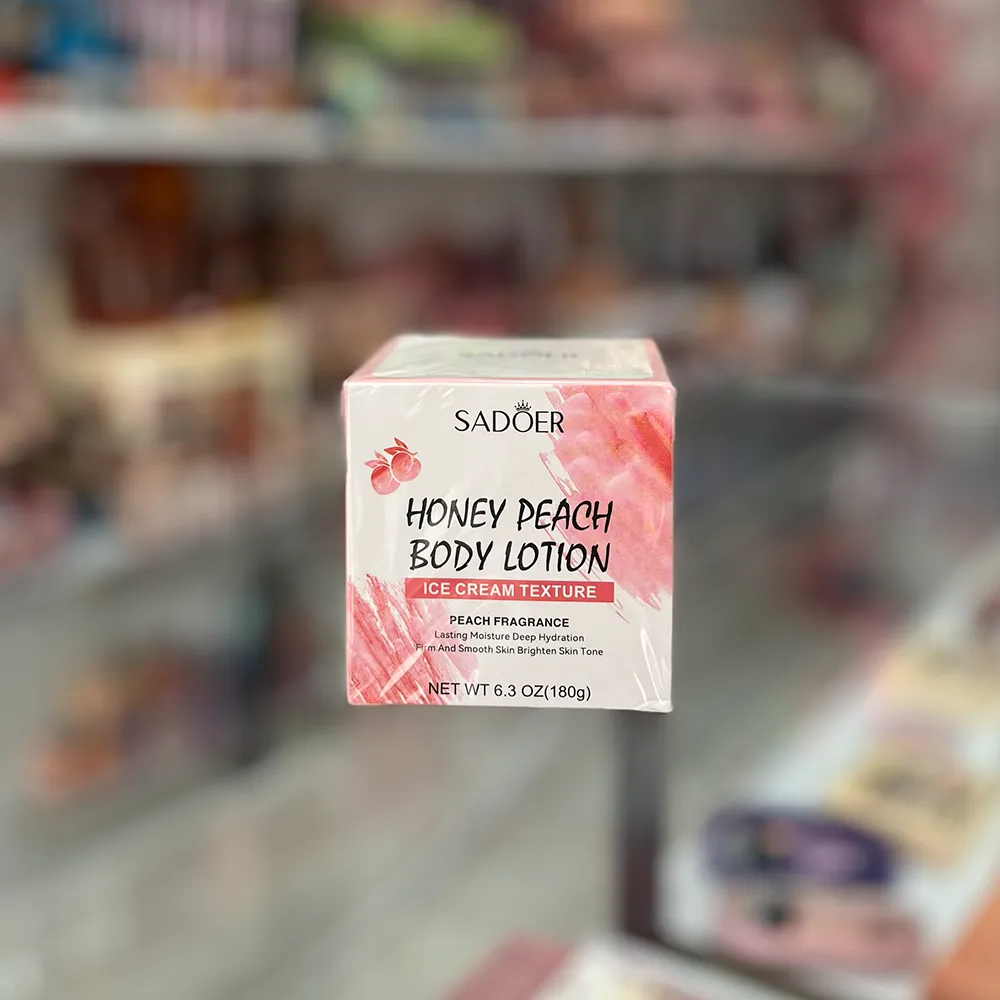 SADOER
SADOER
HONEY PEACH
BODY LOTION
ICE CREAM TEXTURE
PEACH FRAGRANCE
Lasting Moisture Deep Hydration
Firm And Smooth Skin Brighten Skin Tone
NET WT 6.3 OZ(180g)